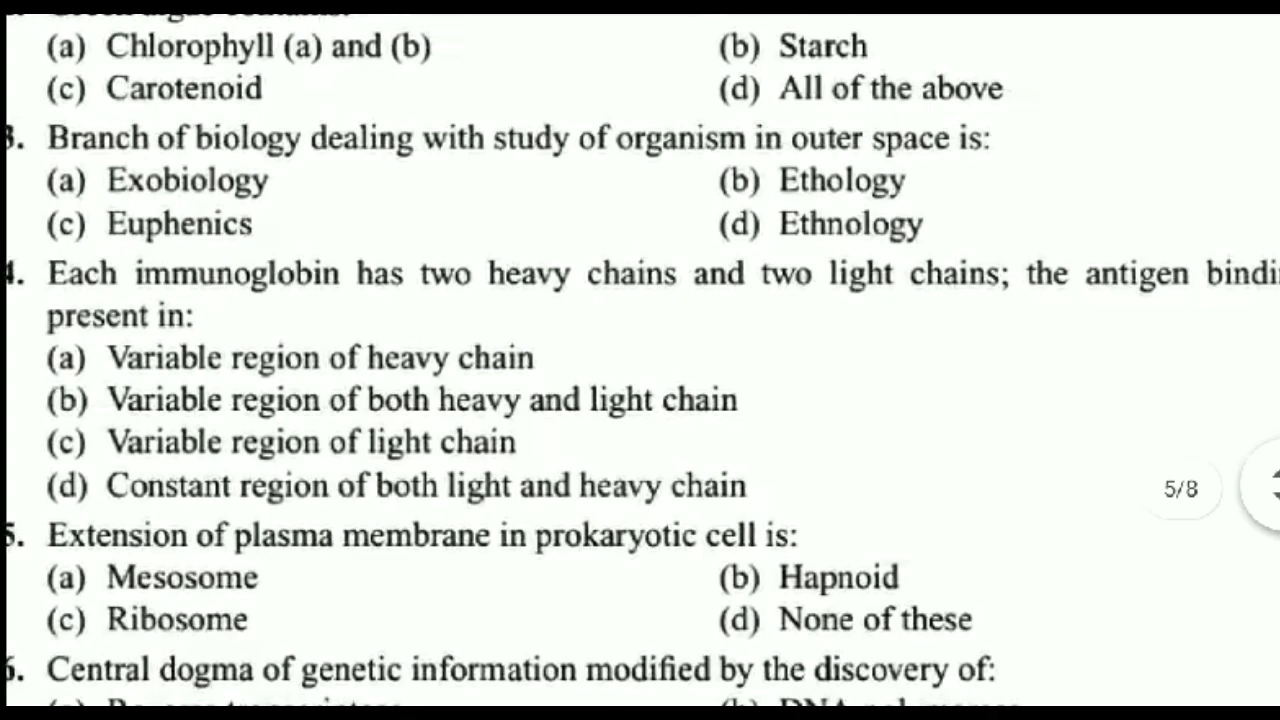 (a) Chlorophyll (a) and (b) (b) Starch
(c) Carotenoid (d) All of the above
3. Branch of biology dealing with study of organism in outer space is:
(a) Exobiology (b) Ethology
(c) Euphenics (d) Ethnology
4. Each immunoglobin has two heavy chains and two light chains; the antigen
present in:
(a) Variable region of heavy chain
(b) Variable region of both heavy and light chain
(c) Variable region of light chain
(d) Constant region of both light and heavy chain
5/8
5. Extension of plasma membrane in prokaryotic cell is:
(a) Mesosome (b) Hapnoid
(c) Ribosome (d) None of these
6. Central dogma of genetic information modified by the discovery of: